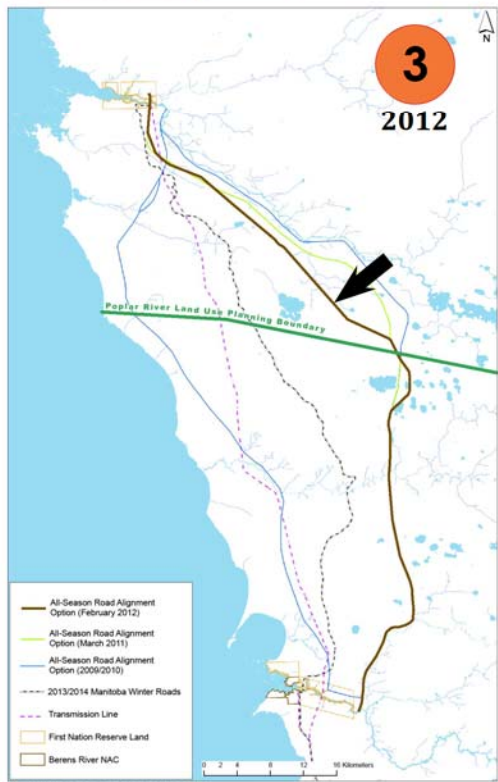 N
3
2012
Poplar River Land Use Planning Boundary
All-Season Road Alignment
Option (February 2012)
All-Season Road Alignment
Option (March 2011)
All-Season Road Alignment
Option (2009/2010)
2013/2014 Manitoba Winter Roads
Transmission Line
First Nation Reserve Land
Berens River NAC
0 4 8 12 16 Kilometers